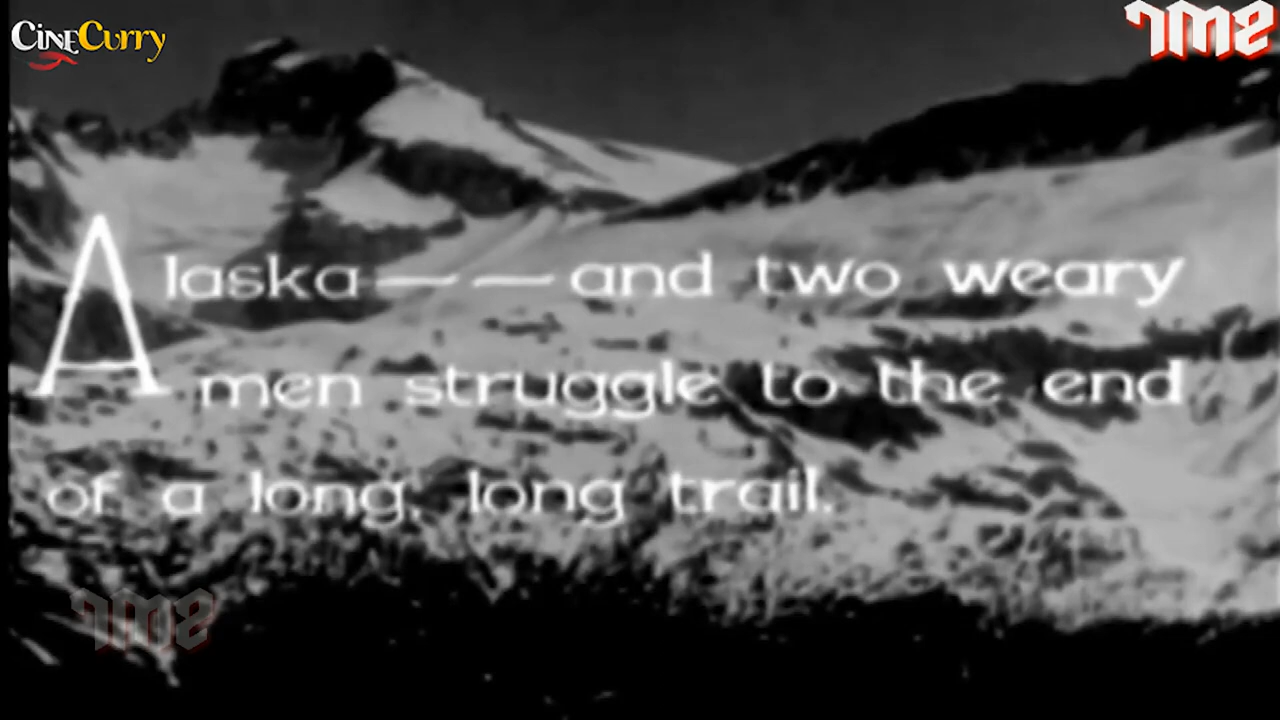 CineCurry
Alaska — — and two weary
men struggle to the end
of a long, long trail.